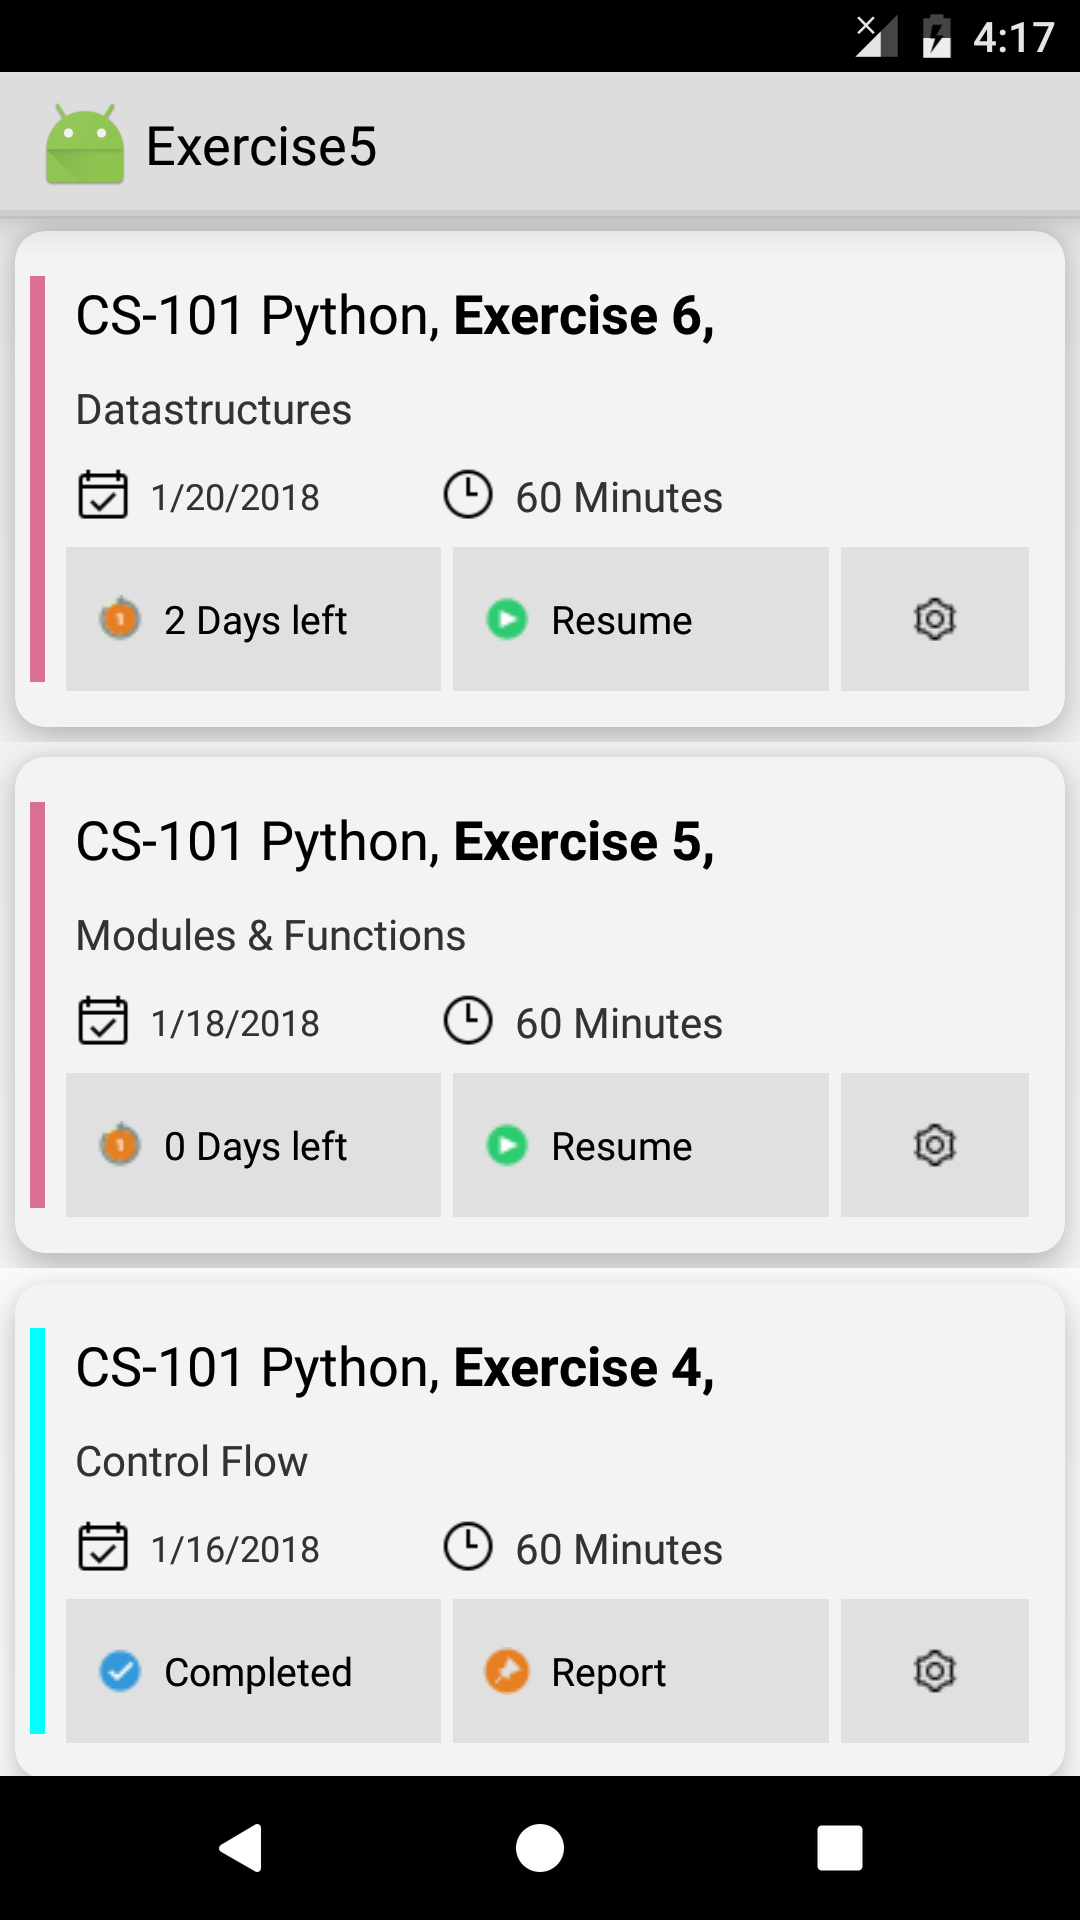 4:17
Exercise5
CS-101 Python, Exercise 6,
Datastructures
1/20/2018 60 Minutes
1 2 Days left Resume
CS-101 Python, Exercise 5,
Modules & Functions
1/18/2018 60 Minutes
1 0 Days left Resume
CS-101 Python, Exercise 4,
Control Flow
1/16/2018 60 Minutes
Completed Report